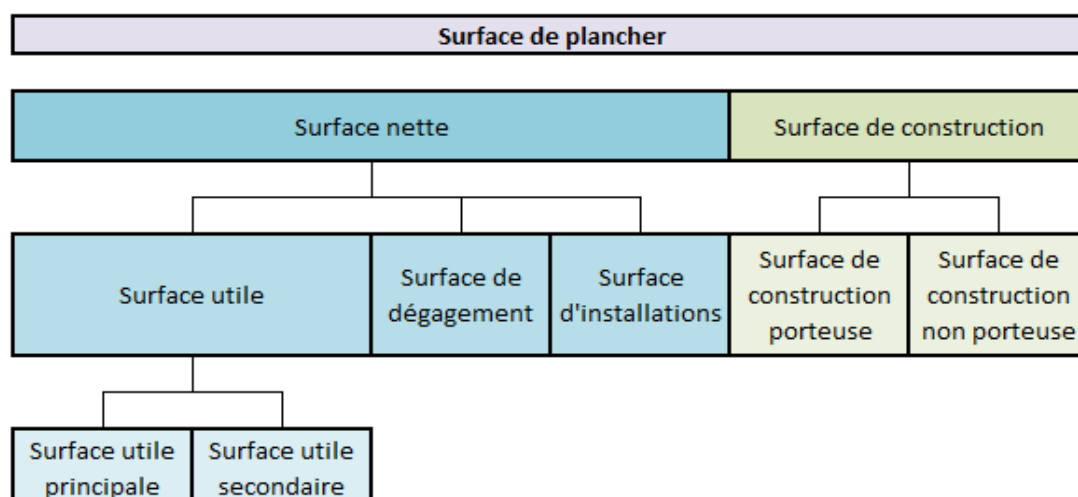 Surface de plancher
Surface nette
Surface de construction
Surface utile
Surface de
dégagement
Surface
d'installations
Surface de
construction
porteuse
Surface de
construction
non porteuse
Surface utile
principale
Surface utile
secondaire